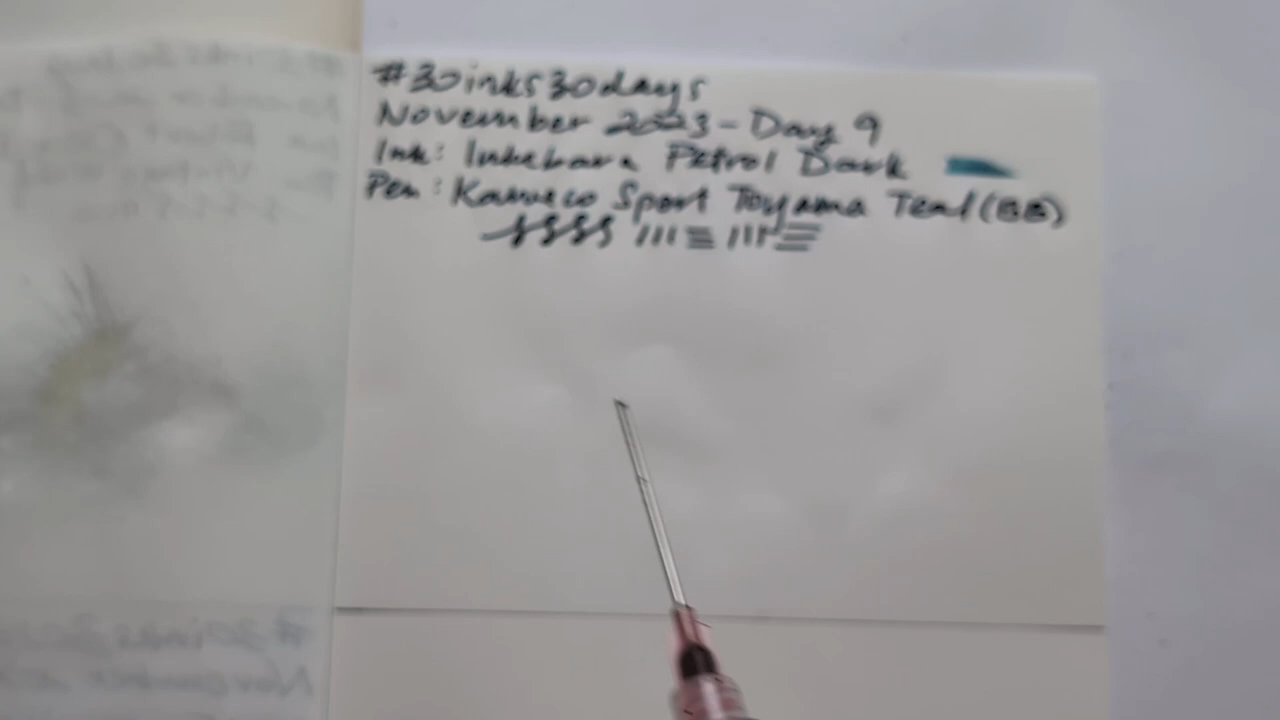 #30inks30days
November 2023 - Day 9
Ink: Inkebara Petrol Dark
Pen: Kaweco Sport Toyama Teal (BB)